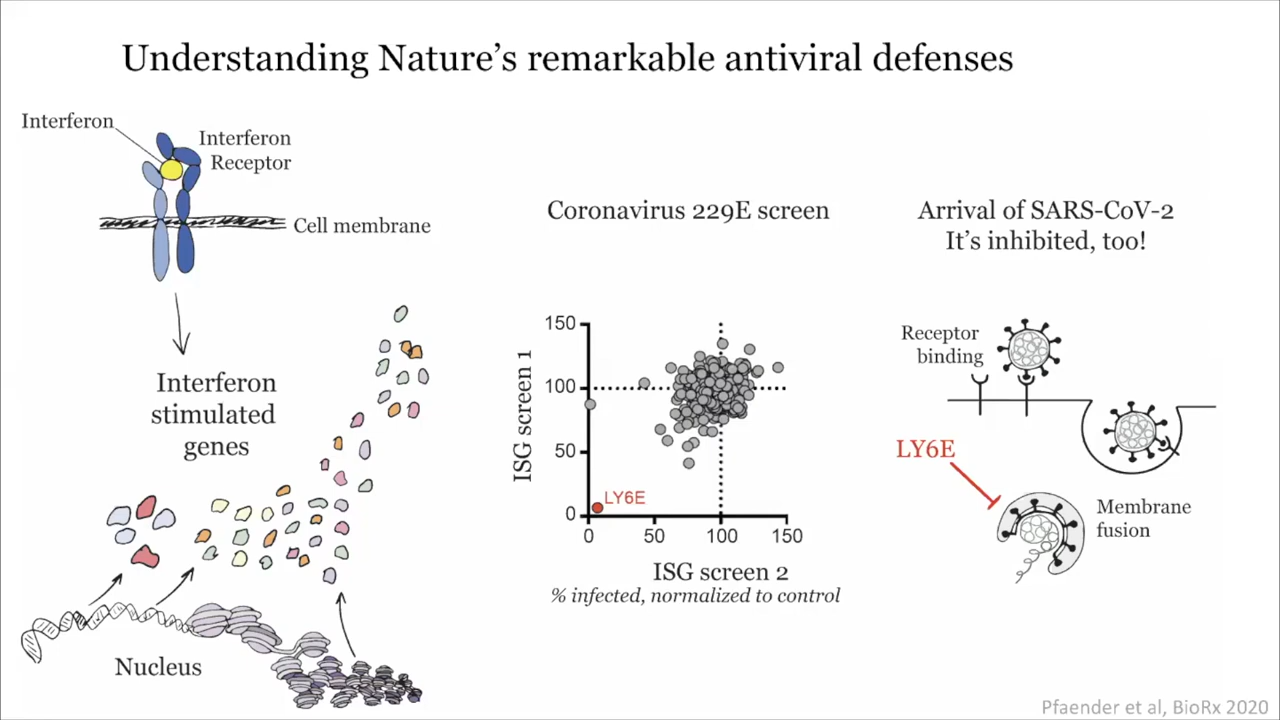 Understanding Nature's remarkable antiviral defenses
Interferon
Interferon
Receptor
Cell membrane
Interferon
stimulated
genes
Nucleus
Coronavirus 229E screen
ISG screen 1
150
100
50
0
LY6E
0 50 100 150
ISG screen 2
% infected, normalized to control
Arrival of SARS-CoV-2
It's inhibited, too!
Receptor
binding
LY6E
Membrane
fusion
Pfaender et al, BioRx 2020